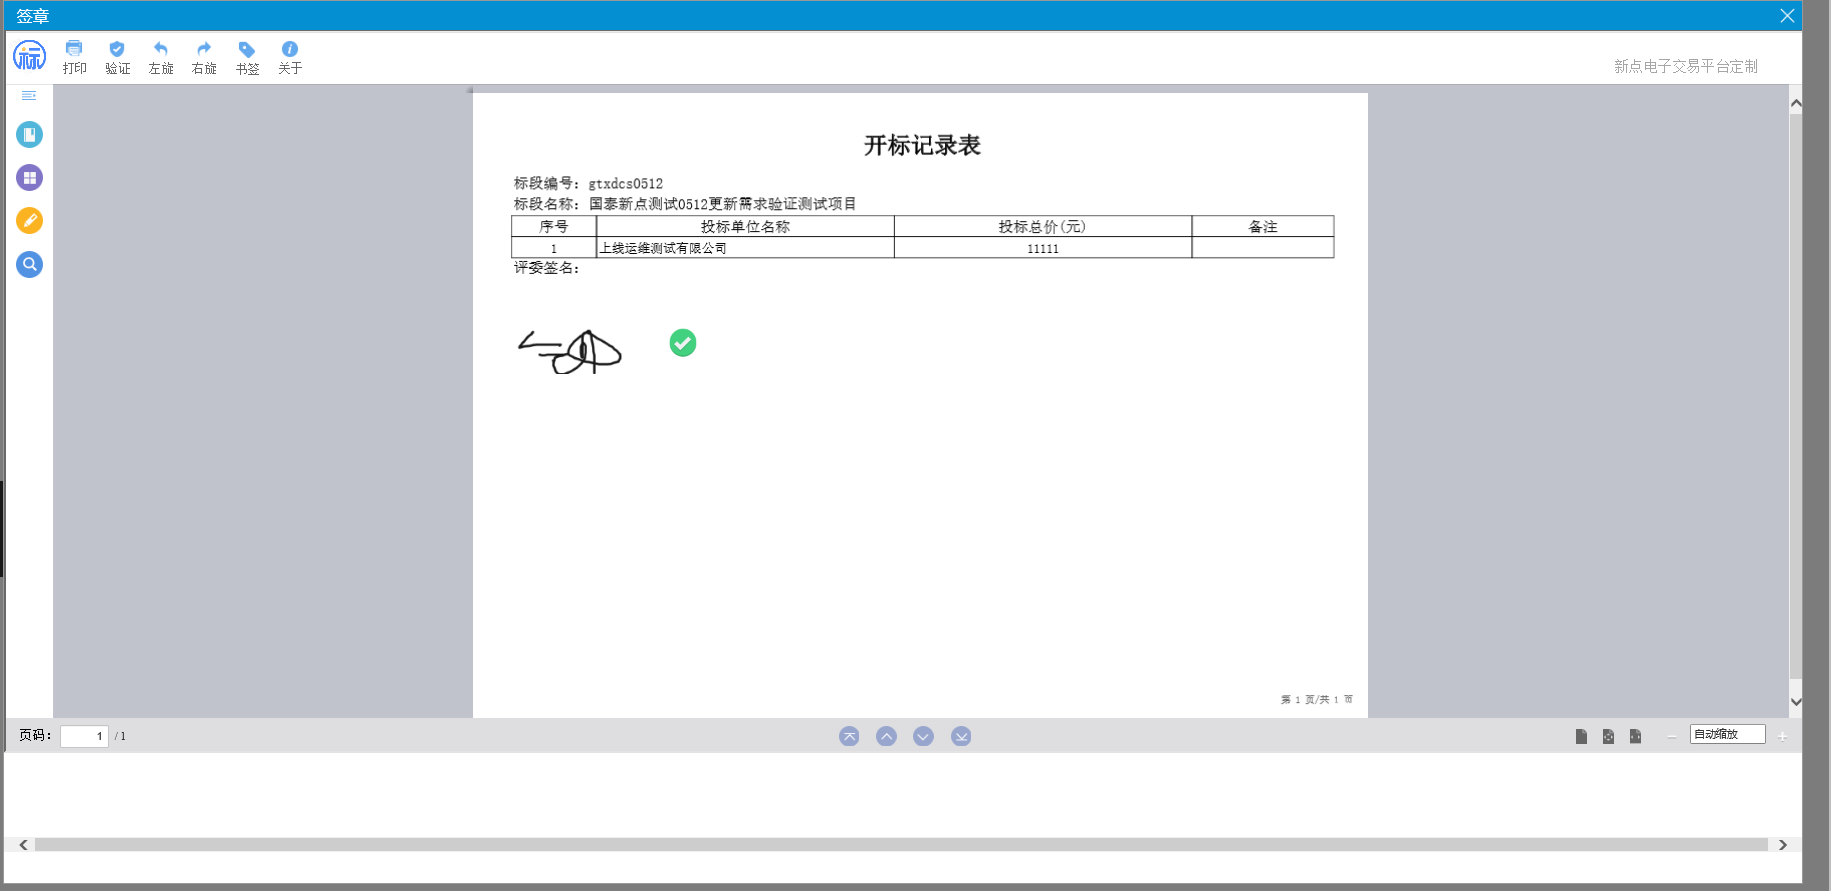 签章
标 打印 验证 左旋 右旋 书签 关于
新点电子交易平台定制
开标记录表
标段编号：gtxdcs0512
标段名称：国泰新点测试0512更新需求验证测试项目
序号 投标单位名称 投标总价(元) 备注
1 上线运维测试有限公司 11111
评委签名：
第 1 页/共 1 页
页码： 1 / 1 自动缩放